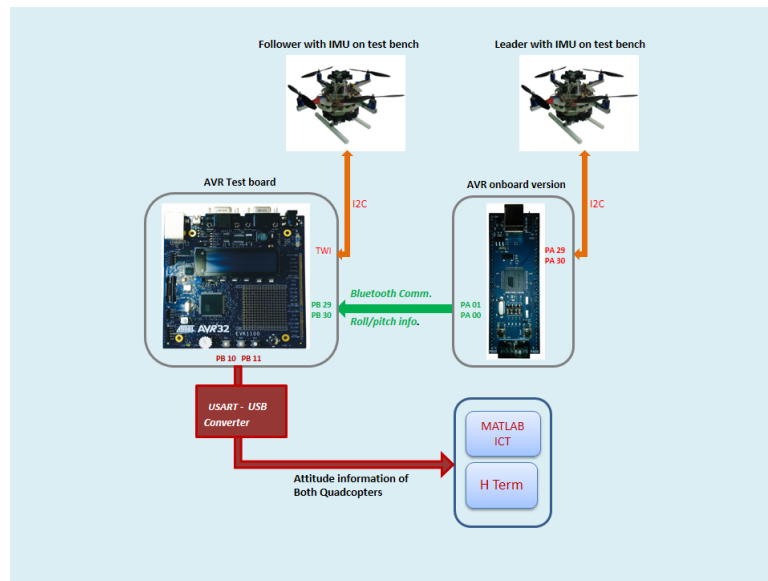 Follower with IMU on test bench
Leader with IMU on test bench
AVR Test board
AVR onboard version
I2C
I2C
TWI
PA 29
PA 30
Bluetooth Comm.
PB 29
PB 30
PA 01
PA 00
Roll/pitch info.
ATMEL AVR32
EVK1100
PB 10 PB 11
USART - USB
Converter
MATLAB
ICT
H Term
Attitude information of
Both Quadcopters